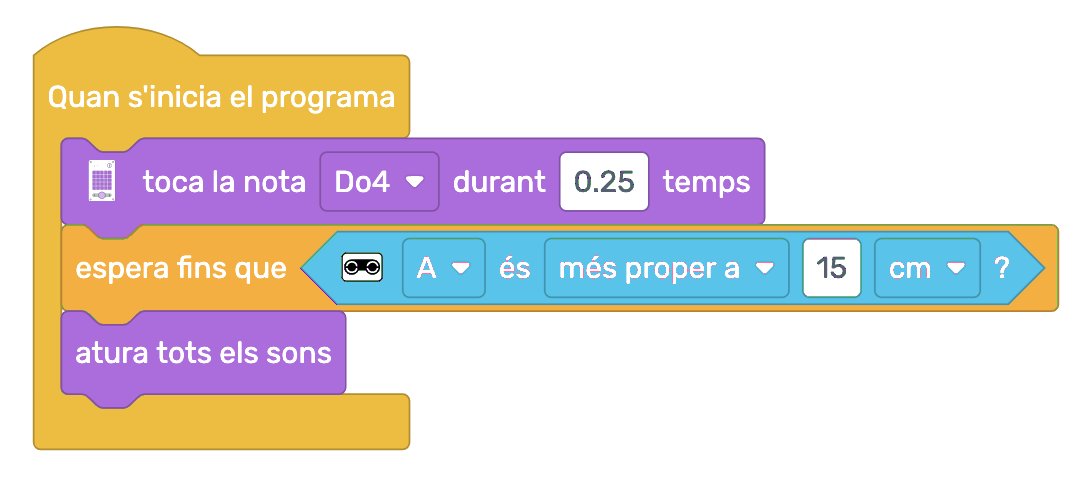 Quan s'inicia el programa
toca la nota Do4 durant 0.25 temps
espera fins que A és més proper a 15 cm ?
atura tots els sons